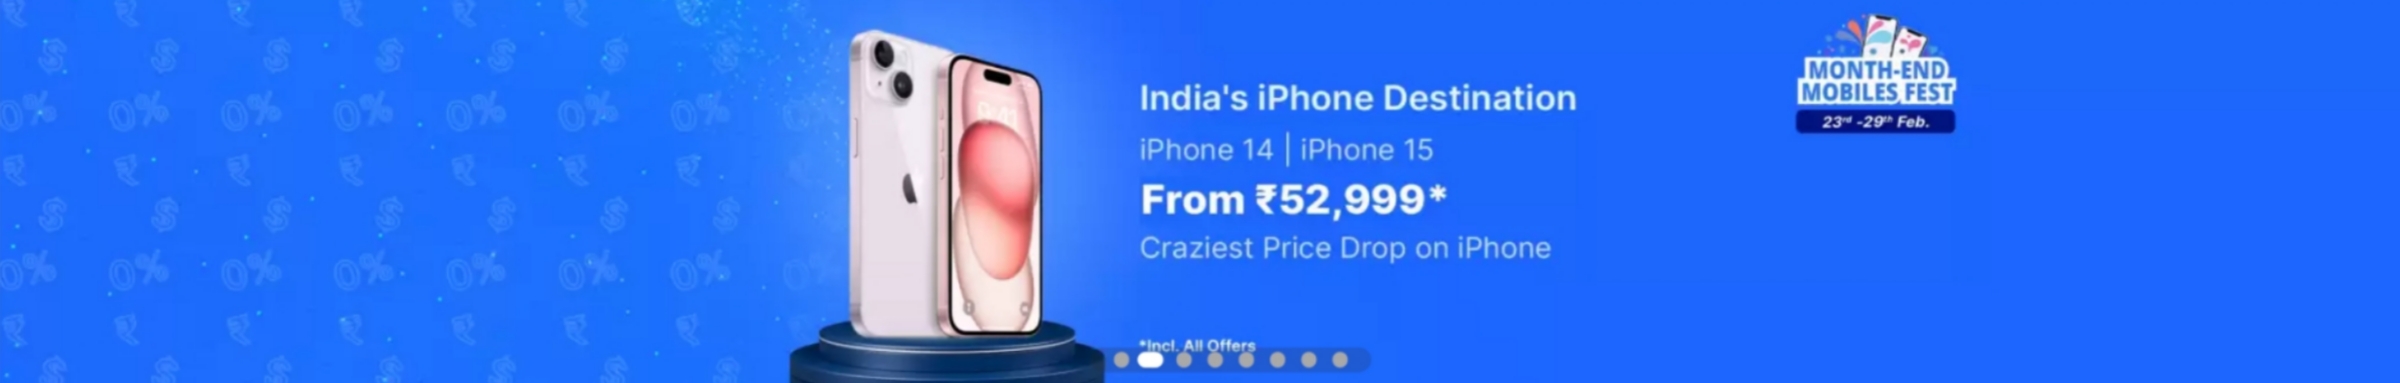 India's iPhone Destination
iPhone 14 | iPhone 15
From ₹52,999*
Craziest Price Drop on iPhone
*Incl. All Offers
MONTH-END
MOBILES FEST
23rd -29th Feb.